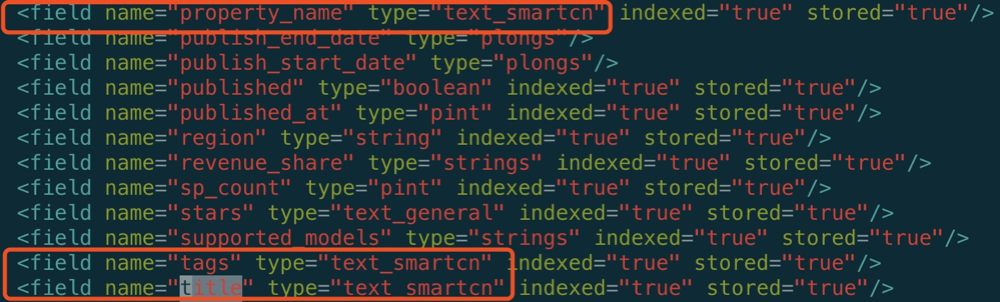 <field name="property_name" type="text_smartcn" indexed="true" stored="true"/>
<field name="publish_end_date" type="plongs"/>
<field name="publish_start_date" type="plongs"/>
<field name="published" type="boolean" indexed="true" stored="true"/>
<field name="published_at" type="pint" indexed="true" stored="true"/>
<field name="region" type="string" indexed="true" stored="true"/>
<field name="revenue_share" type="strings" indexed="true" stored="true"/>
<field name="sp_count" type="pint" indexed="true" stored="true"/>
<field name="stars" type="text_general" indexed="true" stored="true"/>
<field name="supported_models" type="strings" indexed="true" stored="true"/>
<field name="tags" type="text_smartcn" indexed="true" stored="true"/>
<field name="title" type="text_smartcn" indexed="true" stored="true"/>